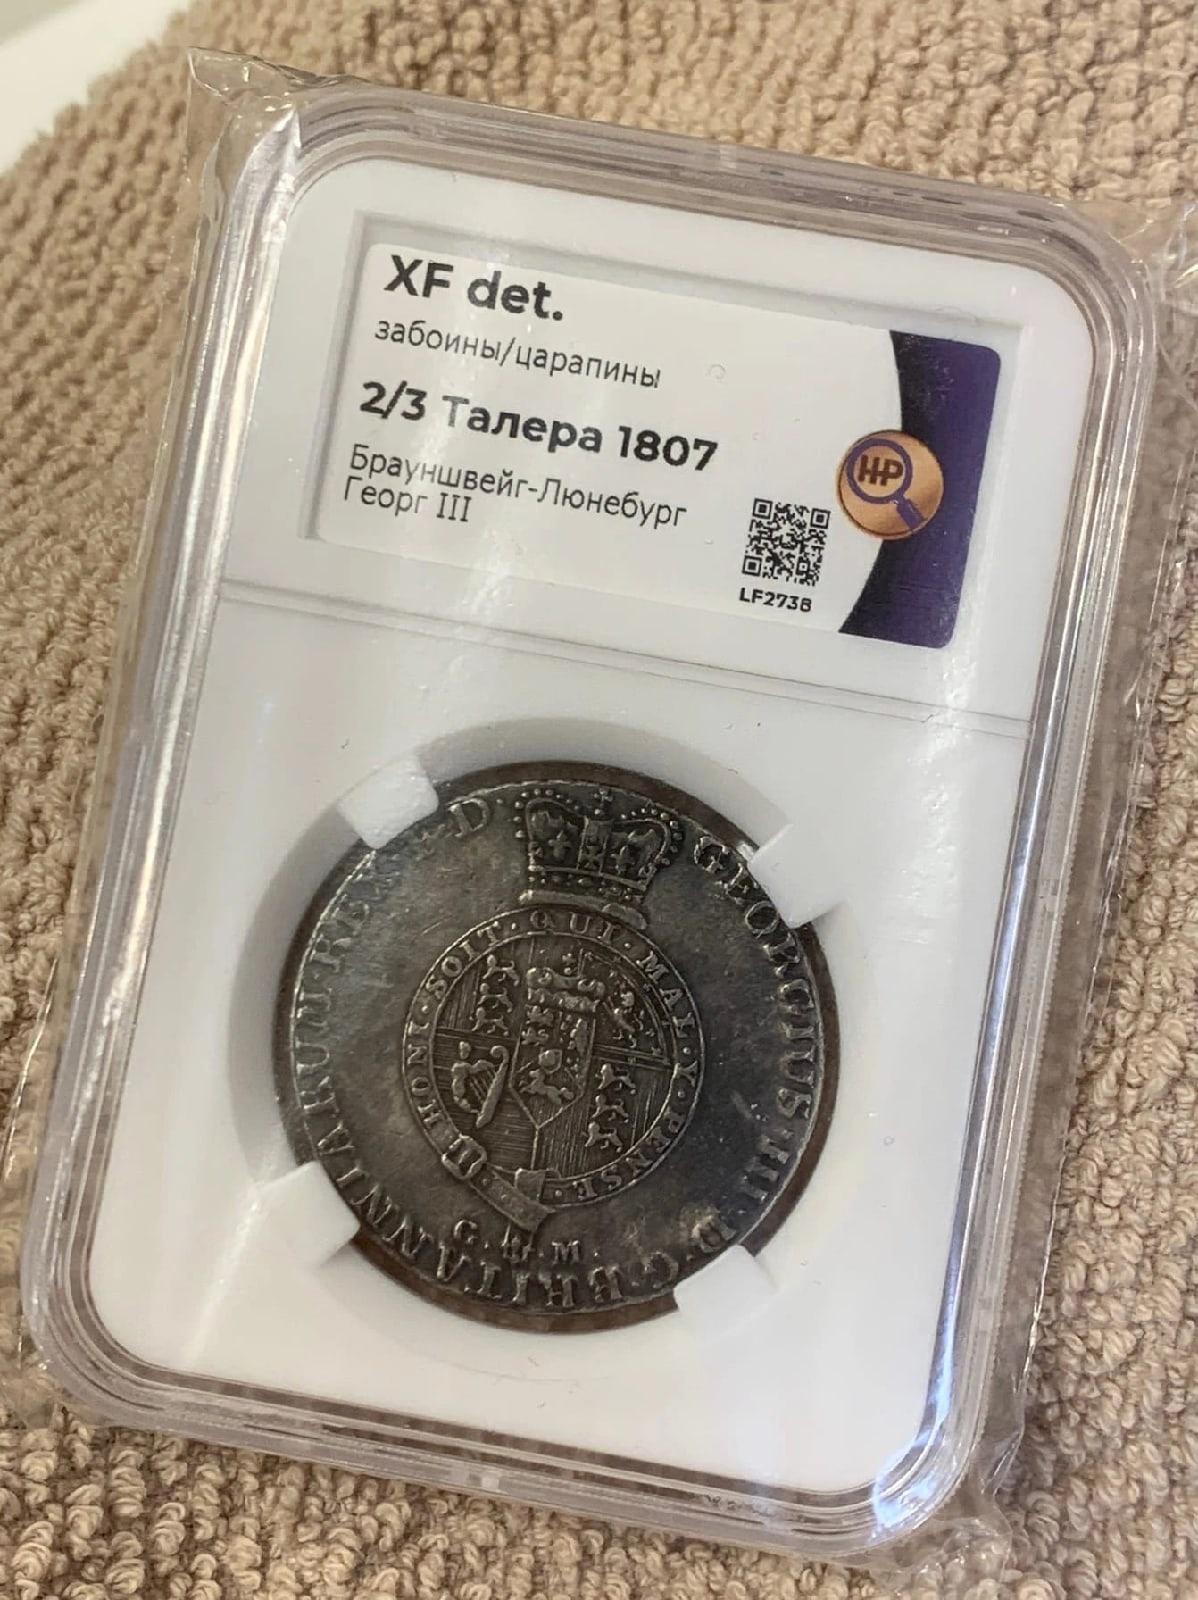 XF det.
забоины/царапины
2/3 Талера 1807
Брауншвейг-Люнебург
Георг III
ННР
LF2738
GEORGIUS·III·D·G·BRITANNIARUM·REX· D·
HONI·SOIT·QUI·MAL·Y·PENSE·
G· M·